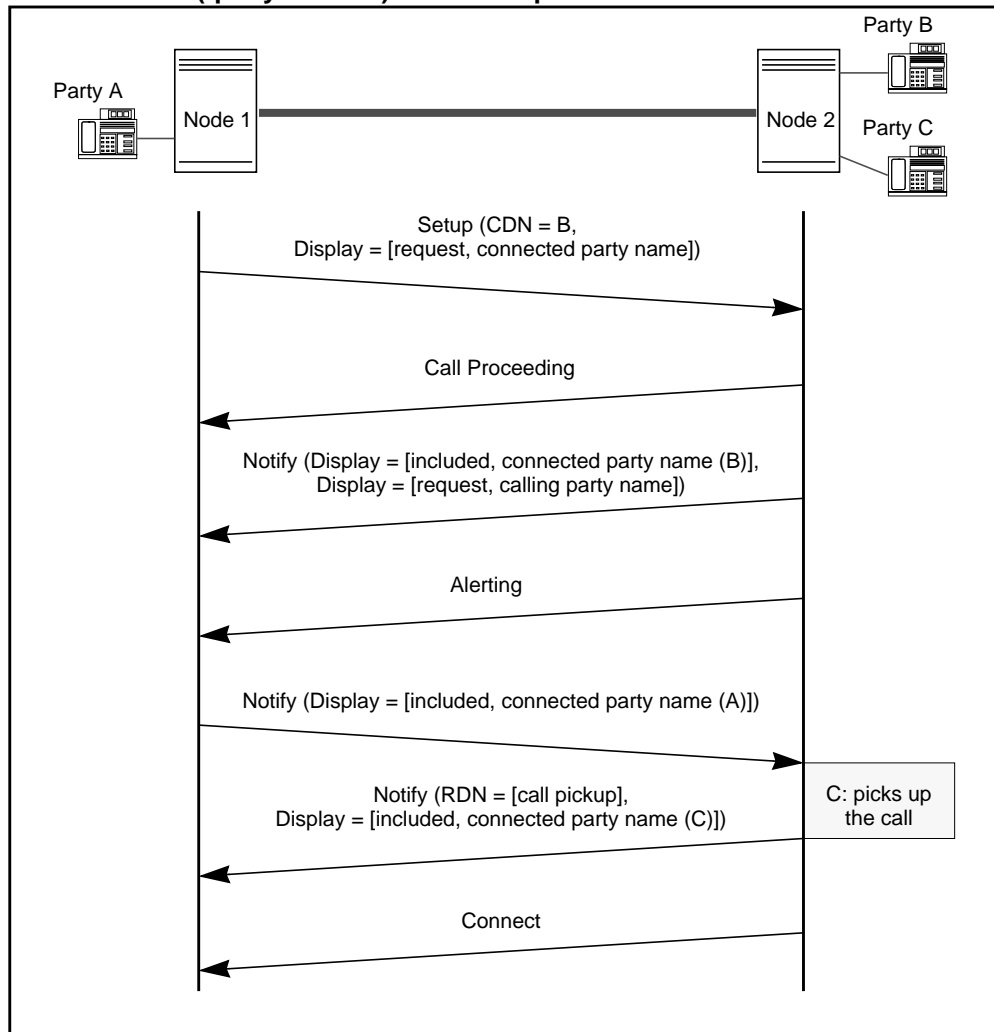 Party B
Party A
Node 1
Node 2
Party C
Setup (CDN = B,
Display = [request, connected party name])
Call Proceeding
Notify (Display = [included, connected party name (B)],
Display = [request, calling party name])
Alerting
Notify (Display = [included, connected party name (A)])
Notify (RDN = [call pickup],
Display = [included, connected party name (C)])
C: picks up
the call
Connect